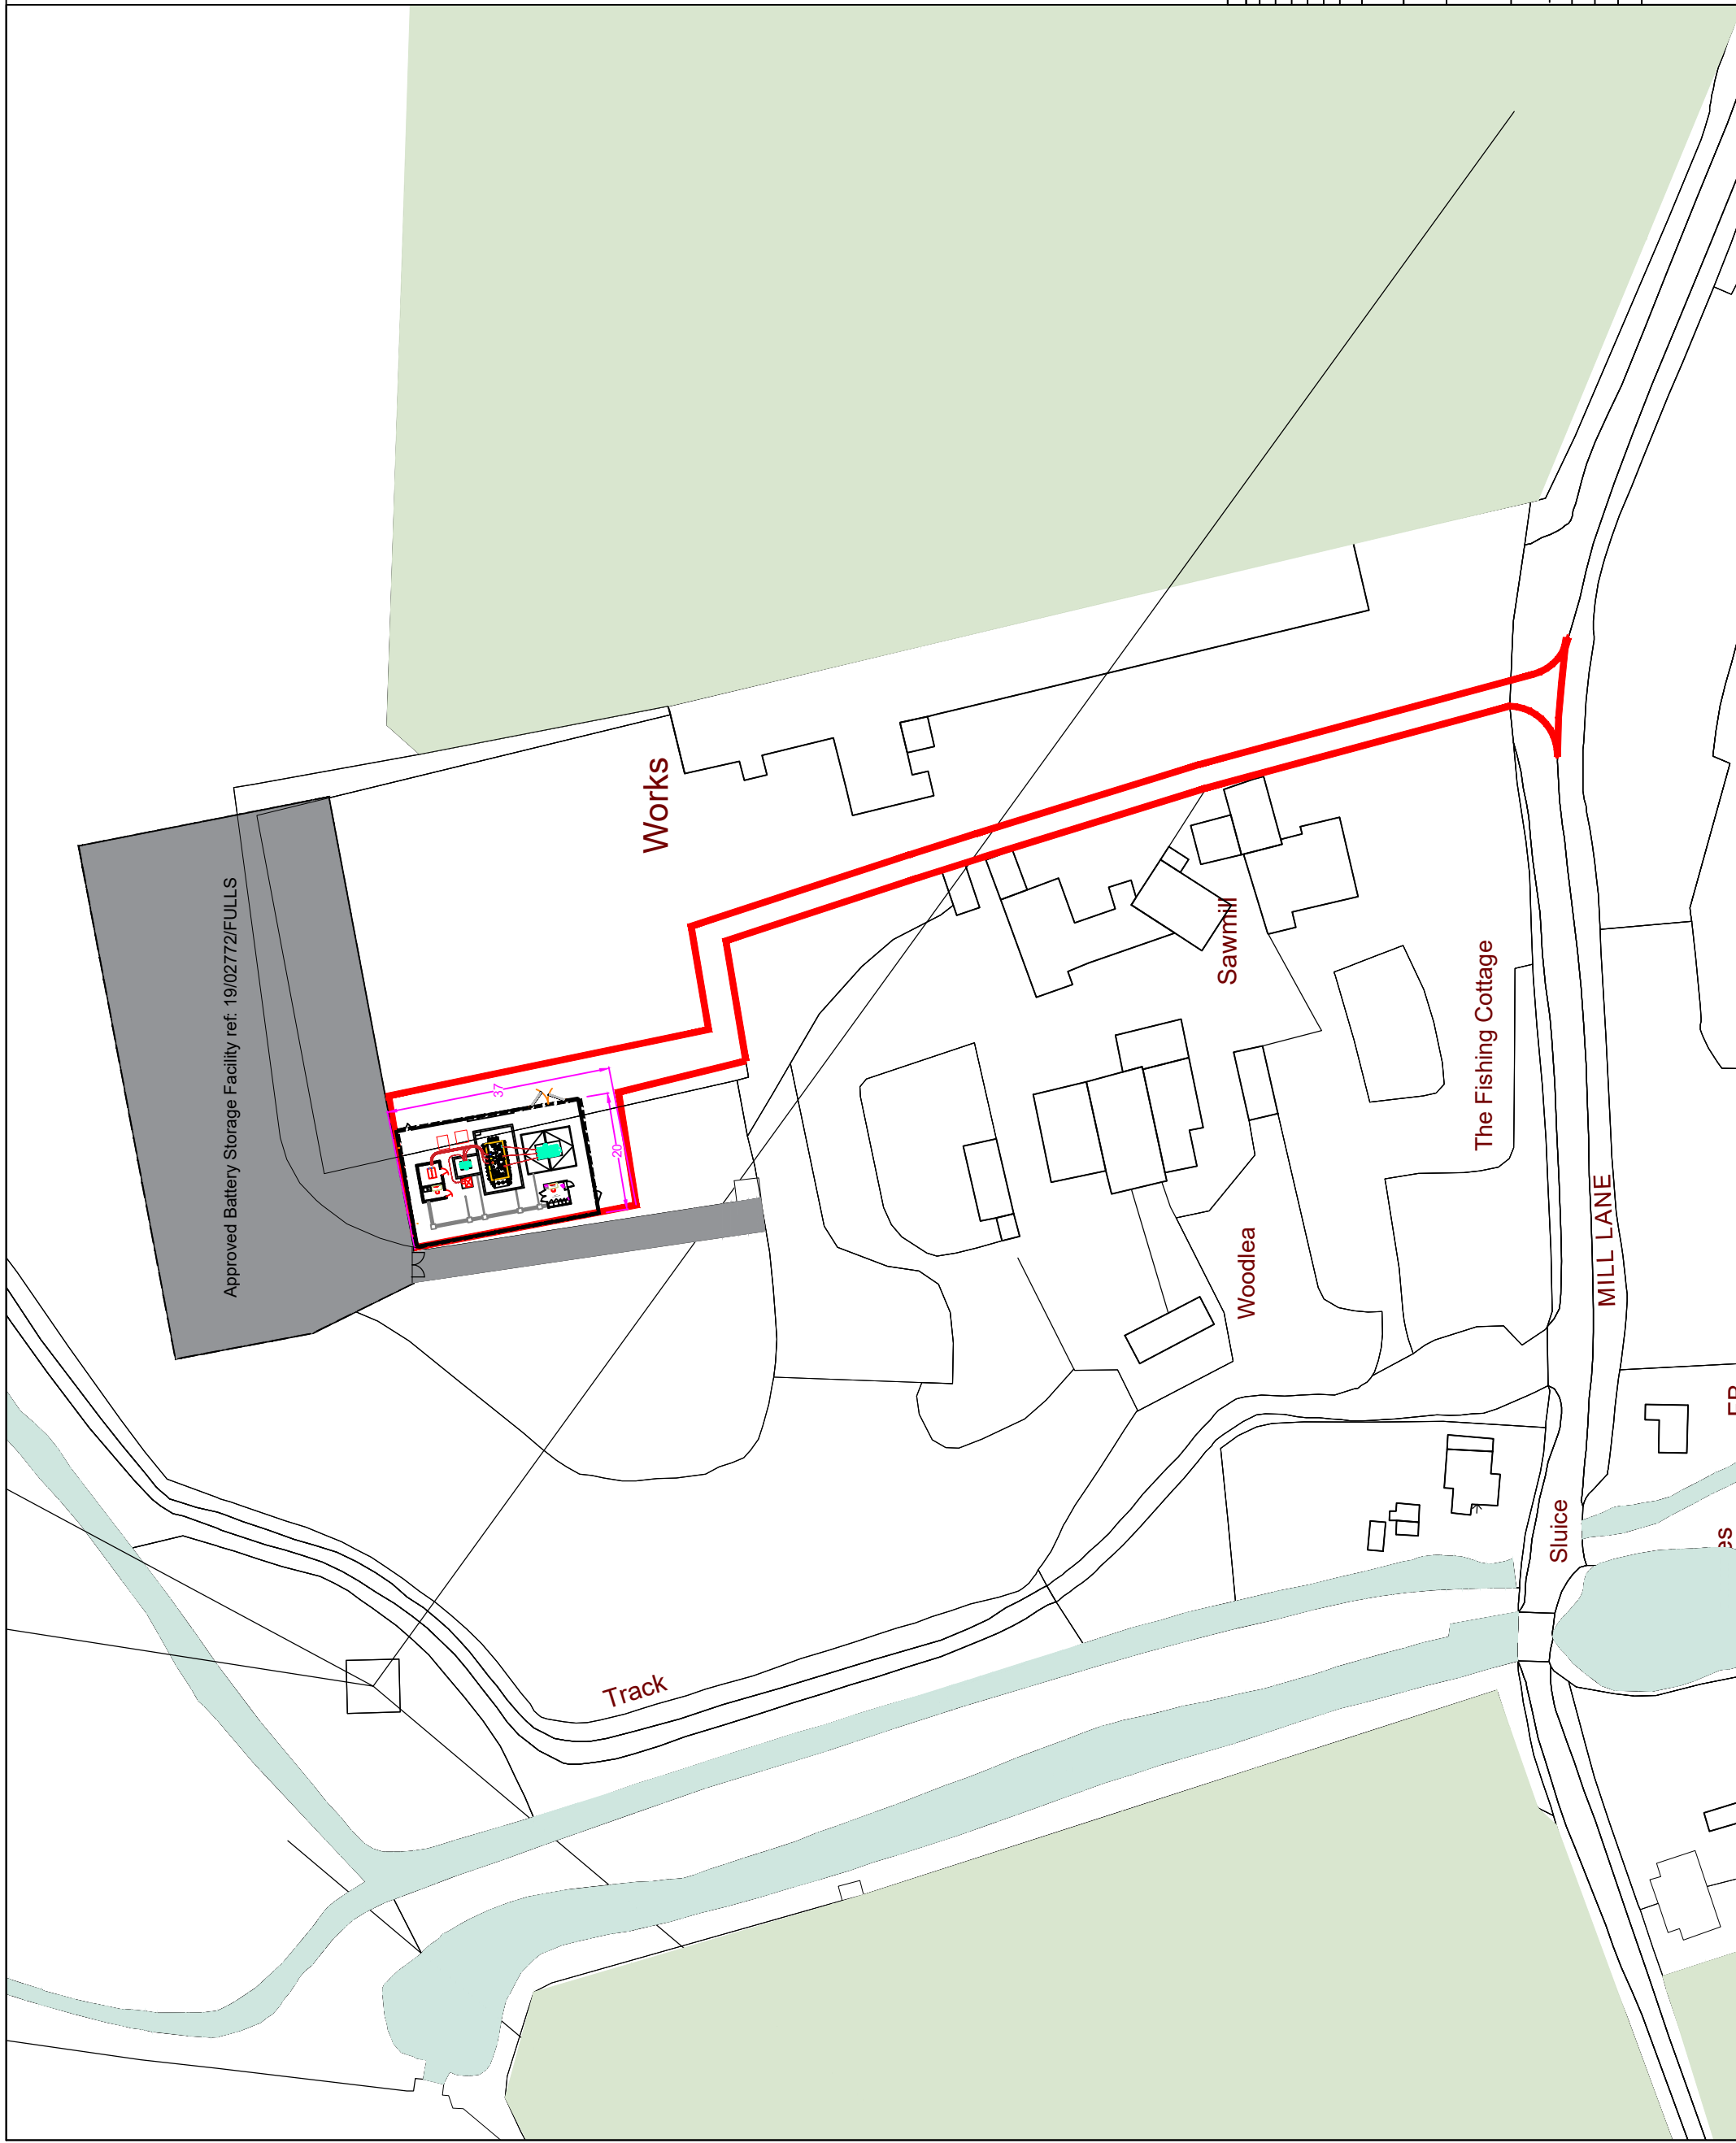 Approved Battery Storage Facility ref: 19/02772/FULLS
Works
37
20
Sawmill
The Fishing Cottage
Woodlea
MILL LANE
Sluice
Track